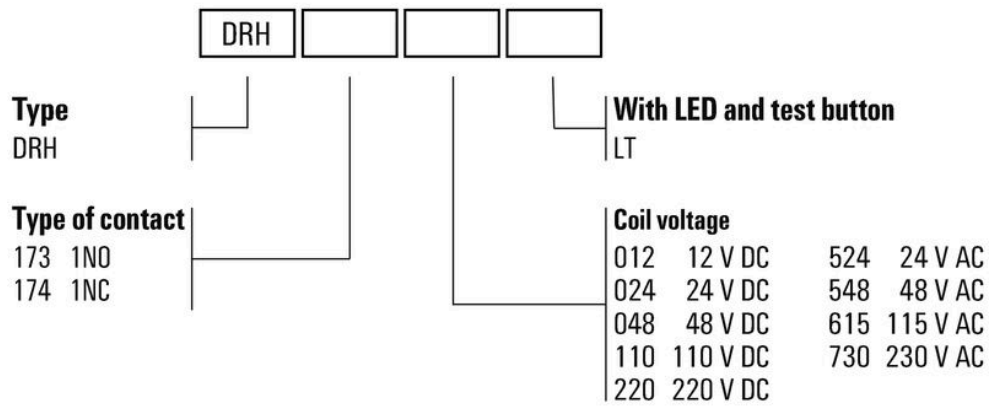 DRH
Type
DRH
With LED and test button
LT
Type of contact
173 1NO
174 1NC
Coil voltage
012 12 V DC 524 24 V AC
024 24 V DC 548 48 V AC
048 48 V DC 615 115 V AC
110 110 V DC 730 230 V AC
220 220 V DC